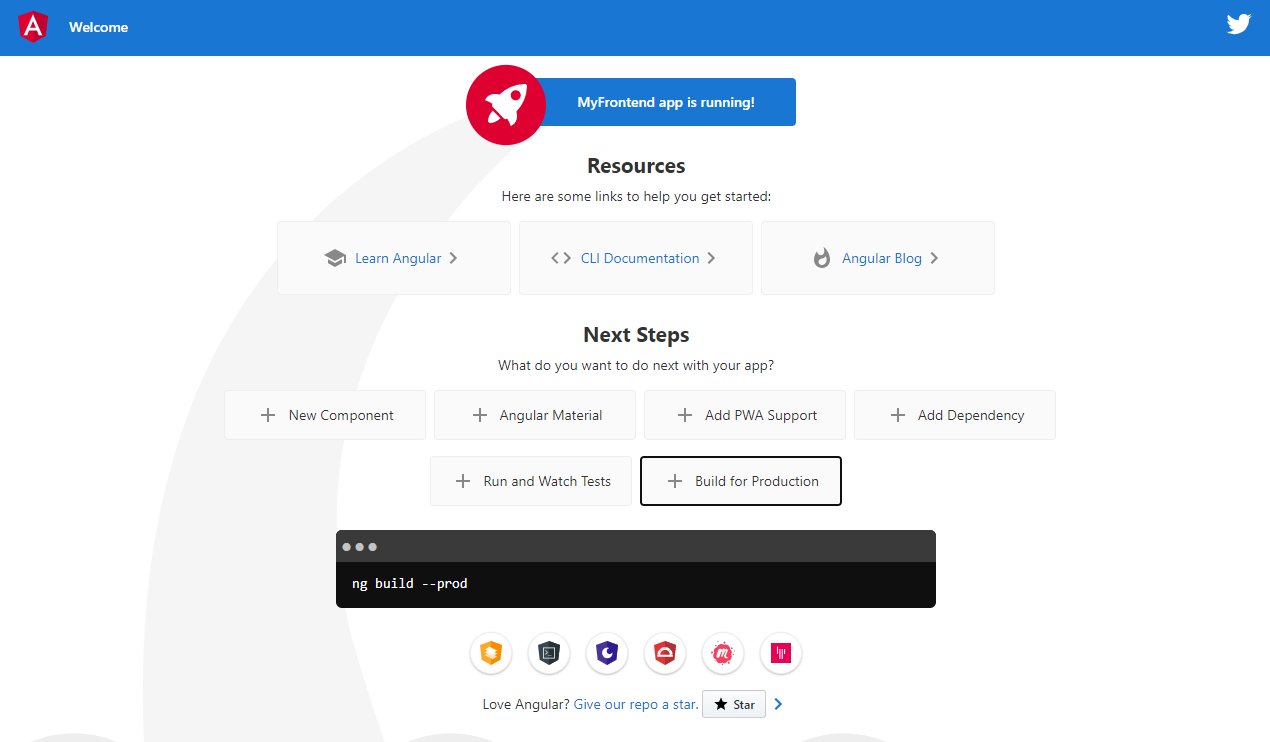 Welcome
MyFrontend app is running!
Resources
Here are some links to help you get started:
Learn Angular
CLI Documentation
Angular Blog
Next Steps
What do you want to do next with your app?
New Component
Angular Material
Add PWA Support
Add Dependency
Run and Watch Tests
Build for Production
ng build --prod
Love Angular? Give our repo a star. Star